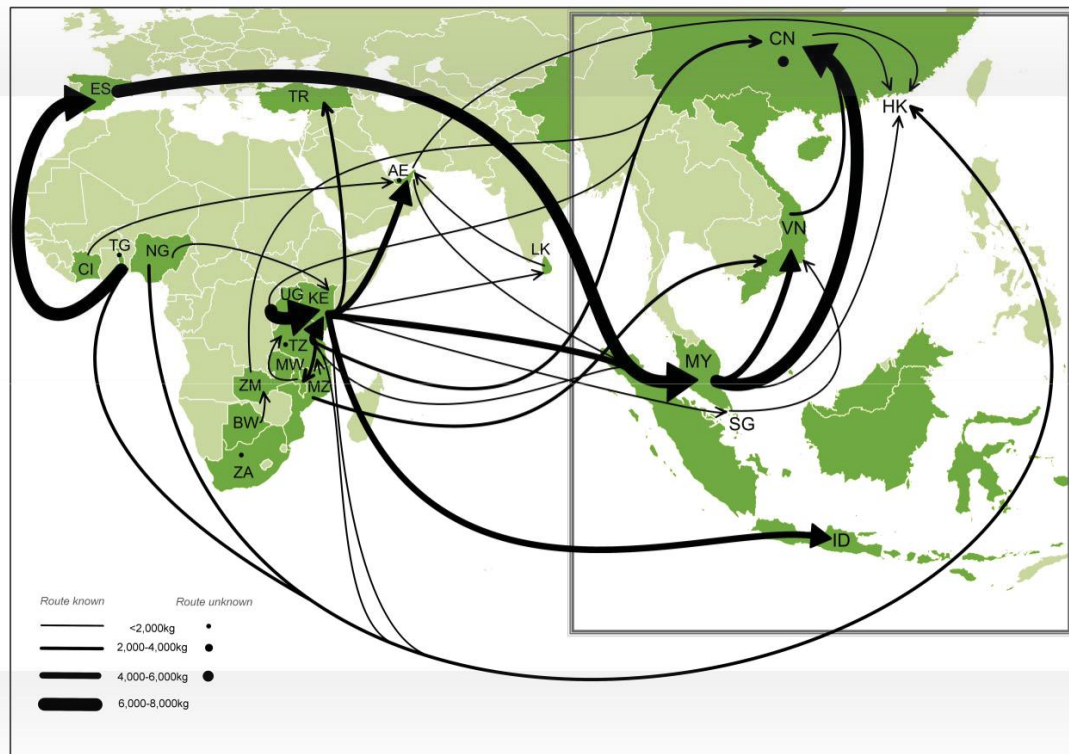 CN
ES
TR
HK
AE
TG
NG
CI
VN
LK
UG KE
TZ
MY
MW
ZM
MZ
BW
SG
ZA
ID
Route known
Route unknown
<2,000kg
2,000-4,000kg
4,000-6,000kg
6,000-8,000kg